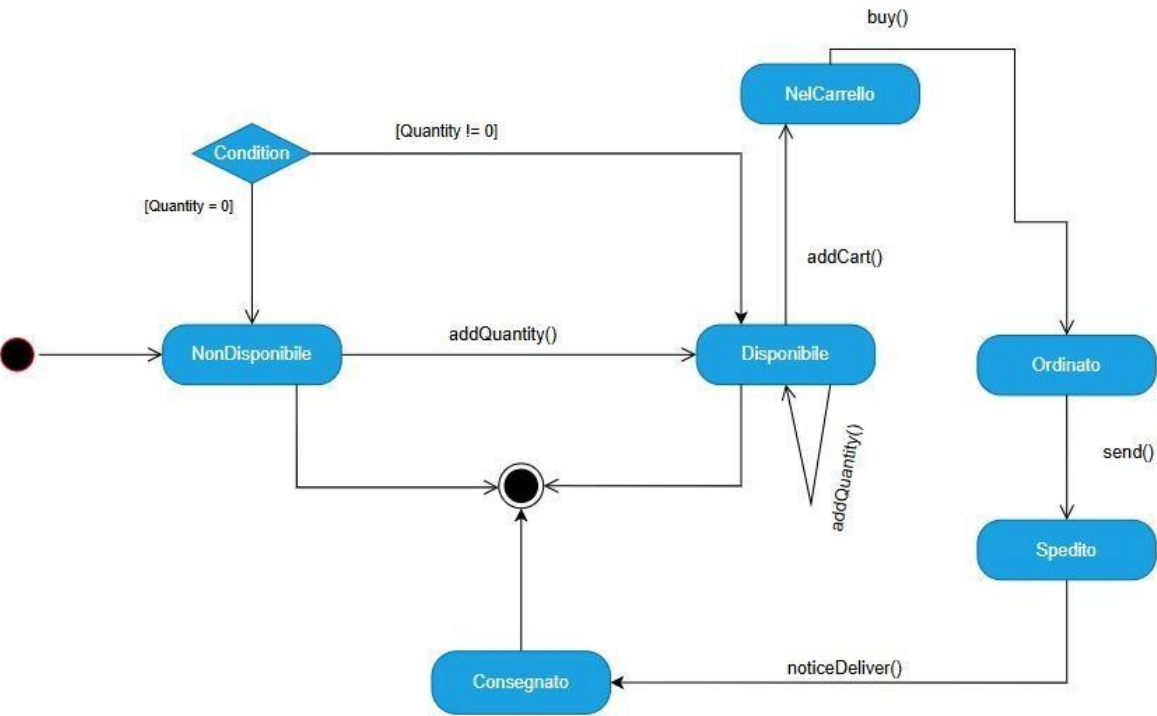 buy()
NelCarrello
[Quantity != 0]
Condition
[Quantity = 0]
addCart()
addQuantity()
NonDisponibile
Disponibile
Ordinato
addQuantity()
send()
Spedito
noticeDeliver()
Consegnato